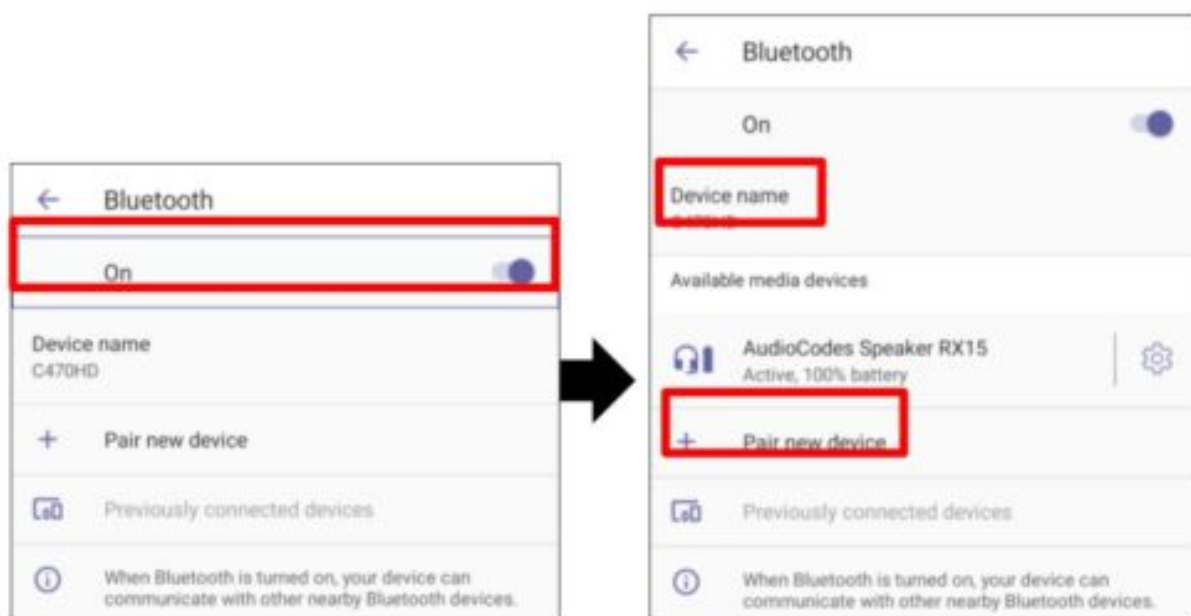 Bluetooth
On
Device name
C470HD
Pair new device
Previously connected devices
When Bluetooth is turned on, your device can
communicate with other nearby Bluetooth devices.
Bluetooth
On
Device name
C470HD
Available media devices
AudioCodes Speaker RX15
Active, 100% battery
Pair new device
Previously connected devices
When Bluetooth is turned on, your device can
communicate with other nearby Bluetooth devices.